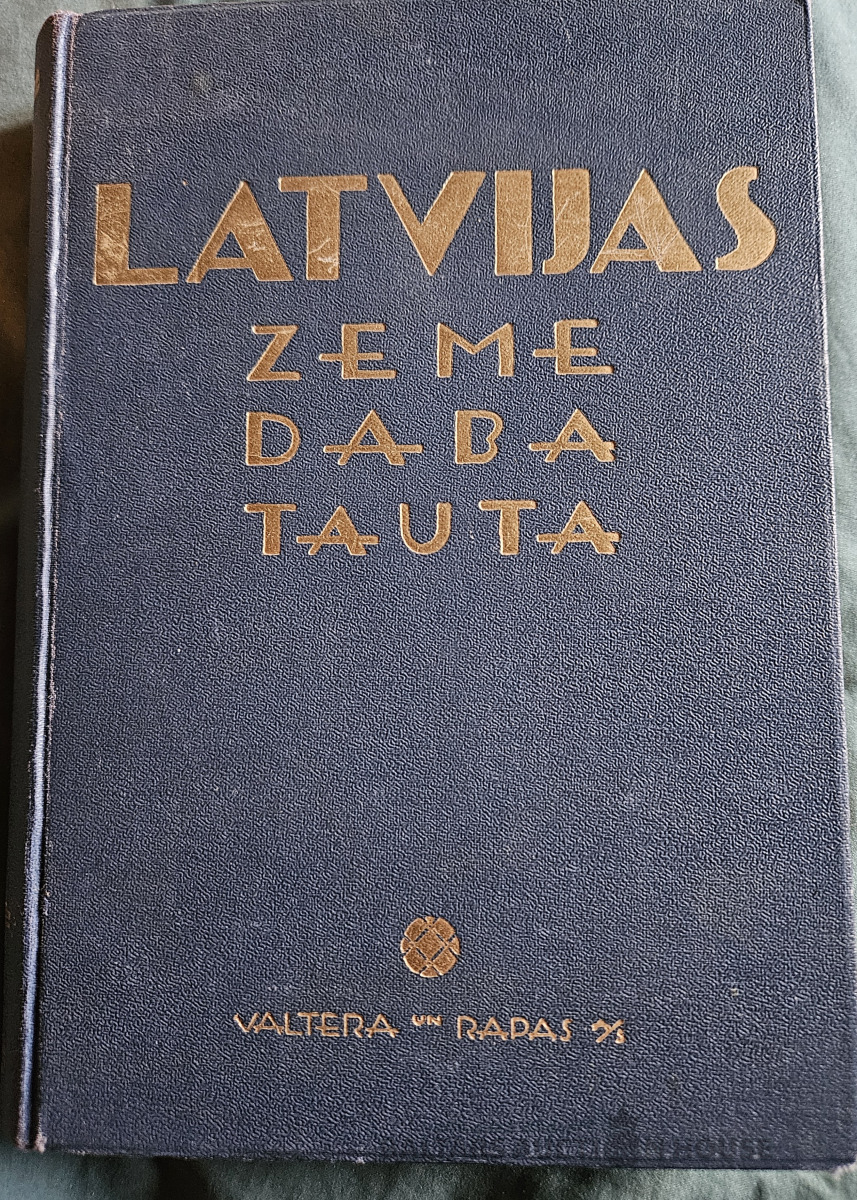 LATVIJAS
ZEME
DABA
TAUTA
VALTERA UN RAPAS A/S